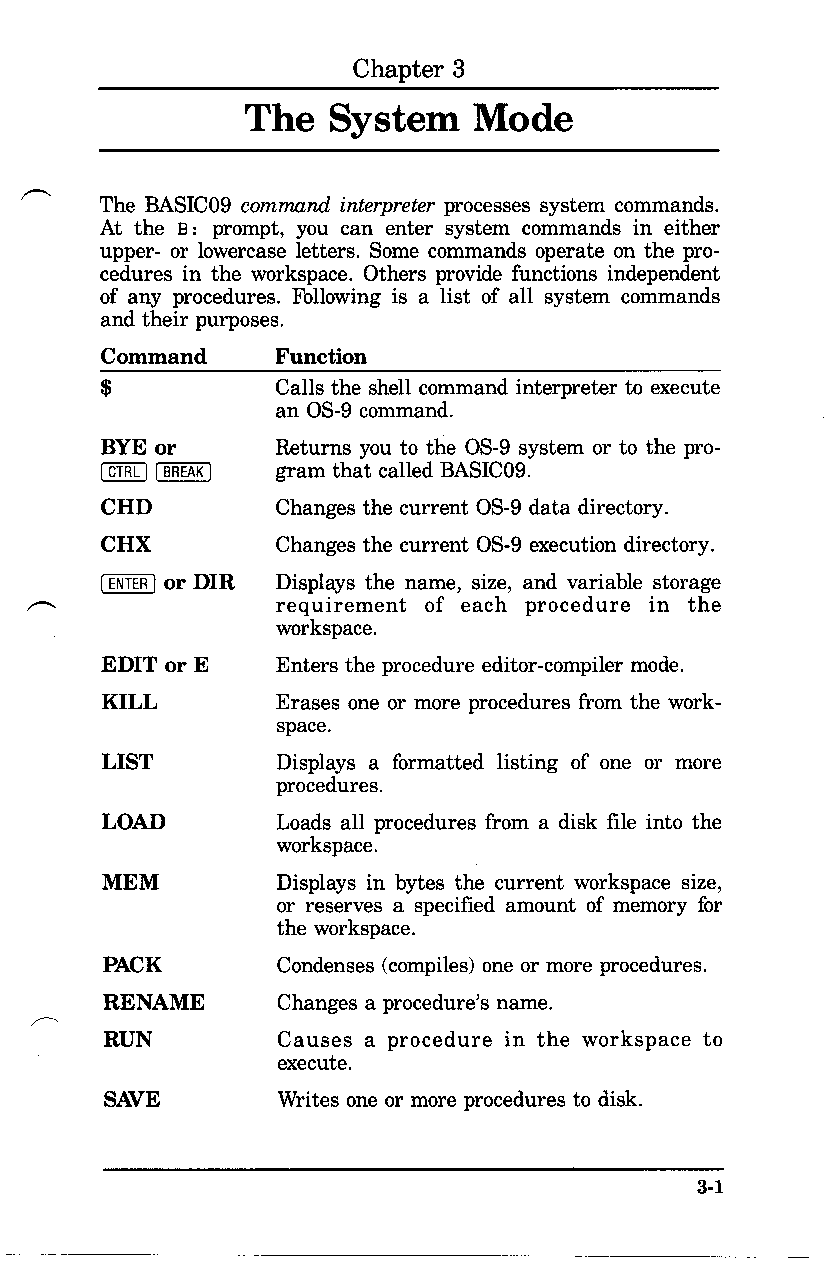 Chapter 3
The System Mode
The BASIC09 command interpreter processes system commands.
At the B: prompt, you can enter system commands in either
upper- or lowercase letters. Some commands operate on the pro-
cedures in the workspace. Others provide functions independent
of any procedures. Following is a list of all system commands
and their purposes.
Command Function
$ Calls the shell command interpreter to execute
an OS-9 command.
BYE or Returns you to the OS-9 system or to the pro-
CTRL BREAK gram that called BASIC09.
CHD Changes the current OS-9 data directory.
CHX Changes the current OS-9 execution directory.
ENTER or DIR Displays the name, size, and variable storage
requirement of each procedure in the
workspace.
EDIT or E Enters the procedure editor-compiler mode.
KILL Erases one or more procedures from the work-
space.
LIST Displays a formatted listing of one or more
procedures.
LOAD Loads all procedures from a disk file into the
workspace.
MEM Displays in bytes the current workspace size,
or reserves a specified amount of memory for
the workspace.
PACK Condenses (compiles) one or more procedures.
RENAME Changes a procedure's name.
RUN Causes a procedure in the workspace to
execute.
SAVE Writes one or more procedures to disk.
3-1